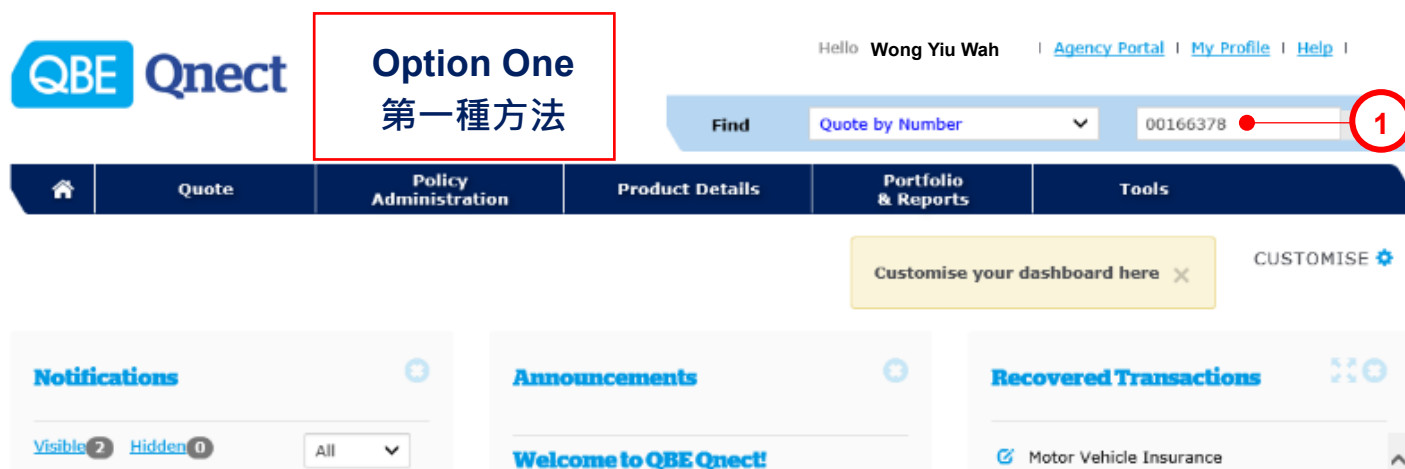 QBE Qnect
Option One
第一種方法
Hello Wong Yiu Wah | Agency Portal | My Profile | Help |
Find Quote by Number 00166378 1
Quote Policy Administration Product Details Portfolio & Reports Tools
Customise your dashboard here
CUSTOMISE
Notifications
Visible 2 Hidden 0 All
Announcements
Welcome to QBE Qnect!
Recovered Transactions
Motor Vehicle Insurance